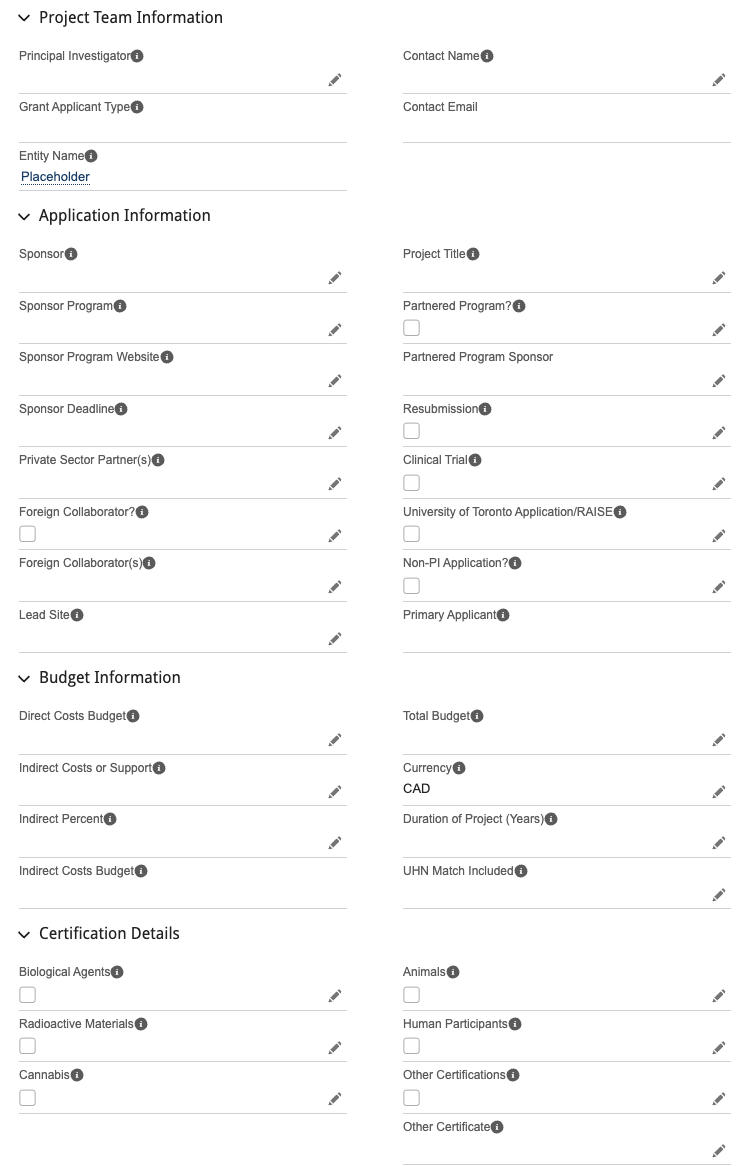 Project Team Information
Principal Investigator
Contact Name
Grant Applicant Type
Contact Email
Entity Name
Placeholder
Application Information
Sponsor
Project Title
Sponsor Program
Partnered Program?
Sponsor Program Website
Partnered Program Sponsor
Sponsor Deadline
Resubmission
Private Sector Partner(s)
Clinical Trial
Foreign Collaborator?
University of Toronto Application/RAISE
Foreign Collaborator(s)
Non-PI Application?
Lead Site
Primary Applicant
Budget Information
Direct Costs Budget
Total Budget
Indirect Costs or Support
Currency
CAD
Indirect Percent
Duration of Project (Years)
Indirect Costs Budget
UHN Match Included
Certification Details
Biological Agents
Animals
Radioactive Materials
Human Participants
Cannabis
Other Certifications
Other Certificate